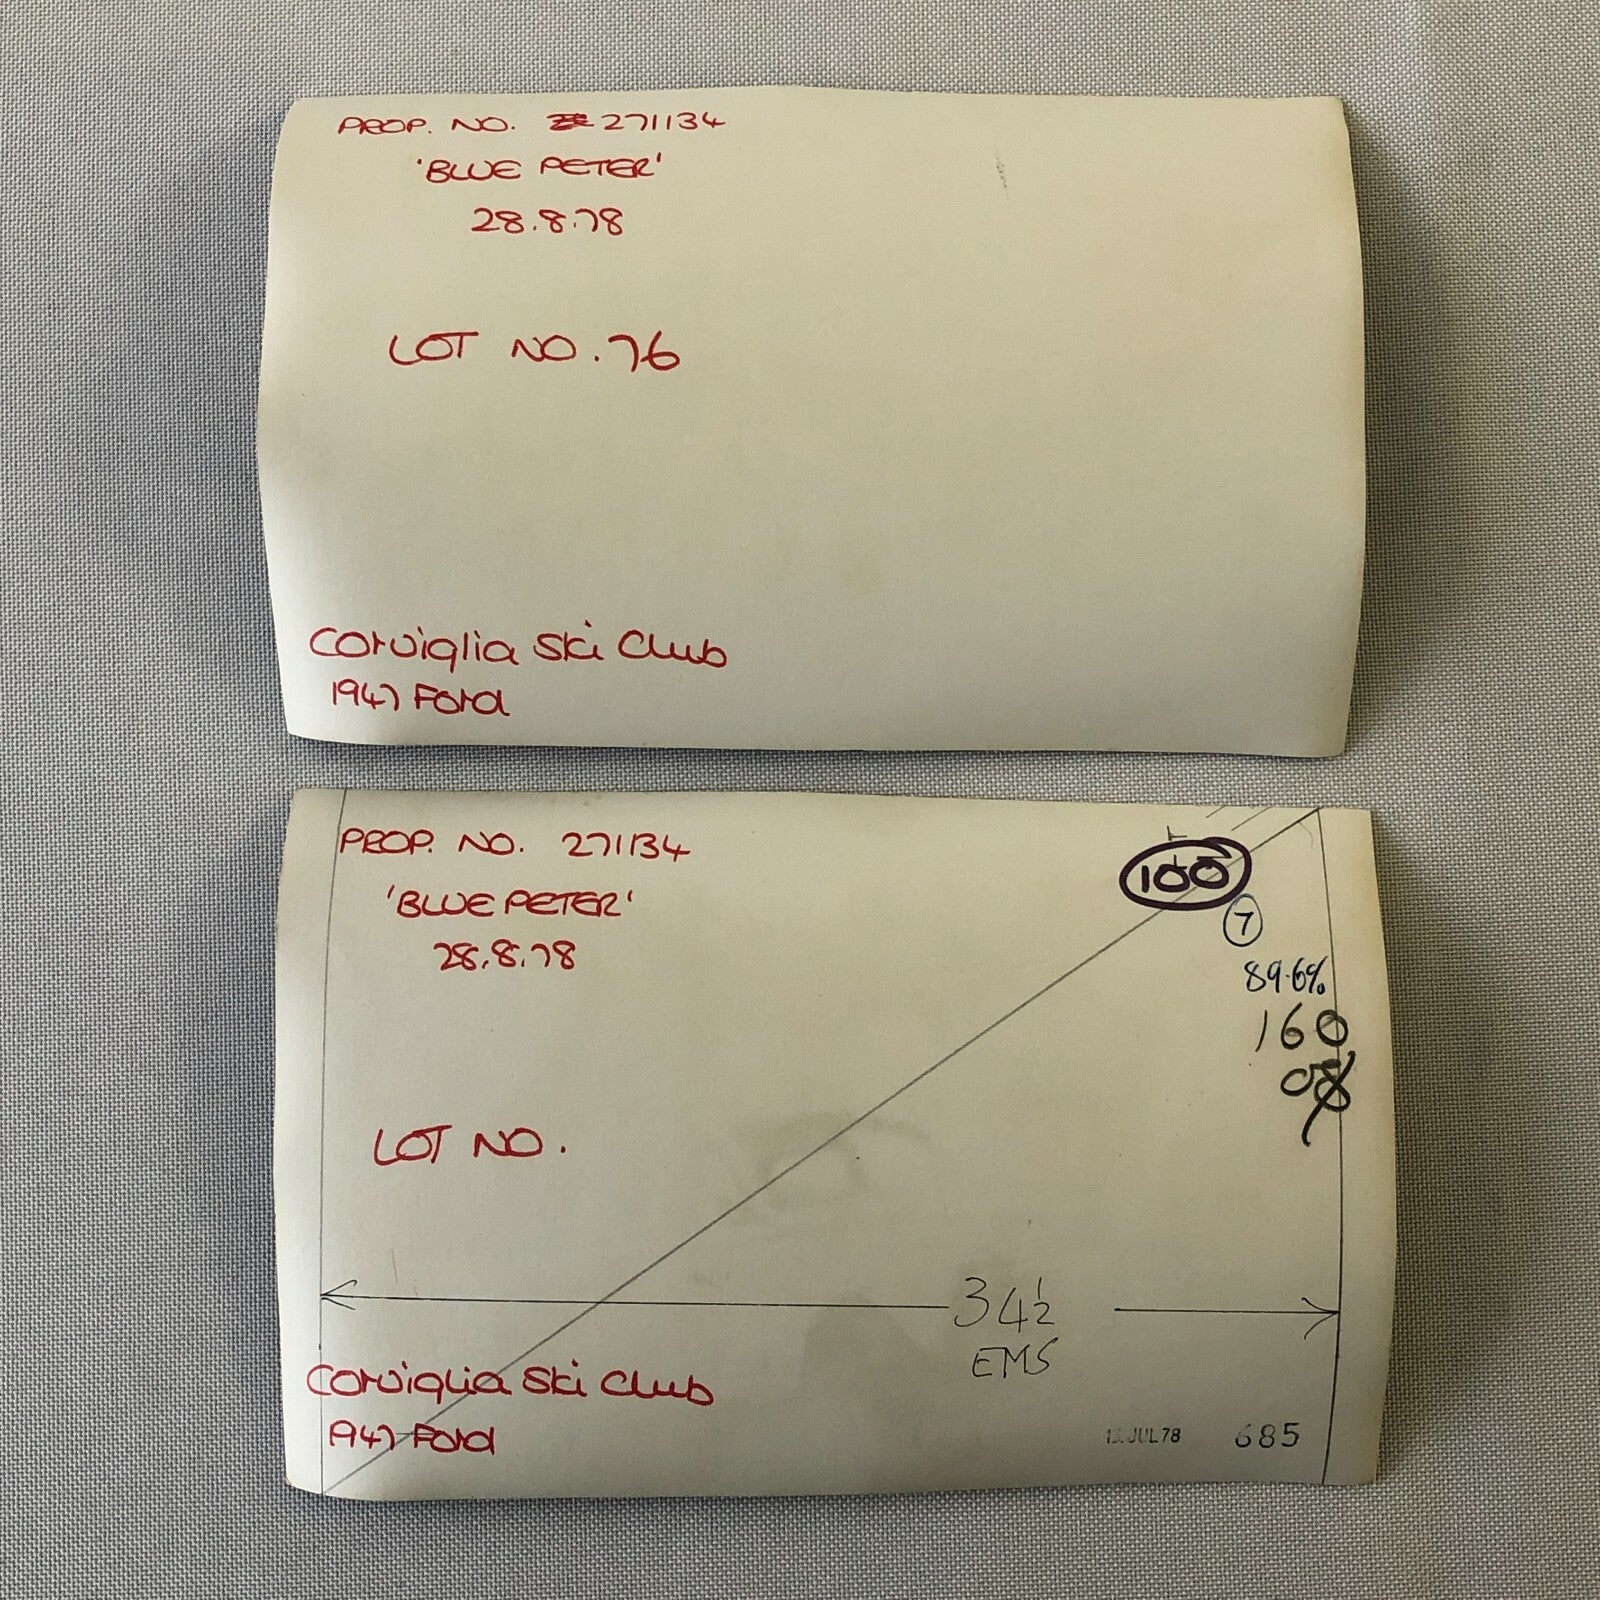 PROP. NO. 271134
'BLUE PETER'
28.8.78
LOT NO. 76
Corviglia Ski Club
1947 Ford
PROP. NO. 271134
'BLUE PETER'
28.8.78
LOT NO.
100
7
89.6%
160
34½
EMS
Corviglia Ski Club
1947 Ford
JUL 78 685